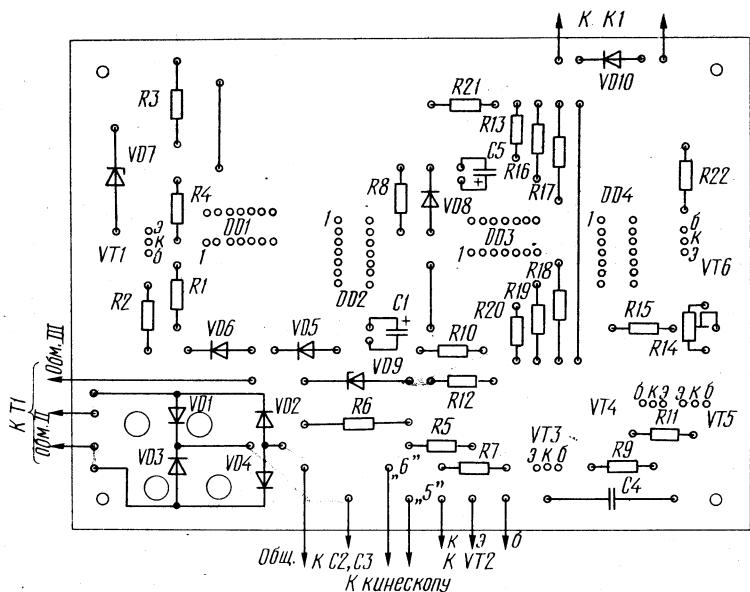 К К1
VD10
R21
R3
R13
C5
VD7
R16
R8
R17
R22
R4
VD8
DD4
DD1
1
э
к
б
VT1
1
DD3
1
1
б
к
э
VT6
R1
R2
DD2
C1
+
+
R18
R19
R20
R15
R14
VD6
VD5
R10
Обм. III
VD9
R12
К Т1
Обм. II
VD1
VD2
R6
VT4
б к э
э к б
VT5
R11
VD3
VD4
R5
R7
VT3
э к б
R9
„6”
„5”
C4
Общ.
К С2, С3
к
э
б
К VT2
К кинескопу